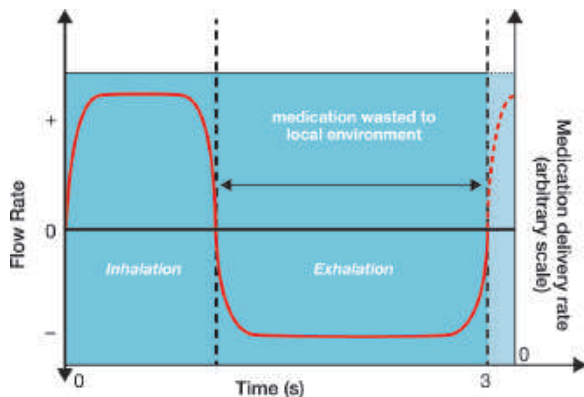 +
Flow Rate
0
−
medication wasted to
local environment
Inhalation
Exhalation
Medication delivery rate
(arbitrary scale)
0
0
Time (s)
3